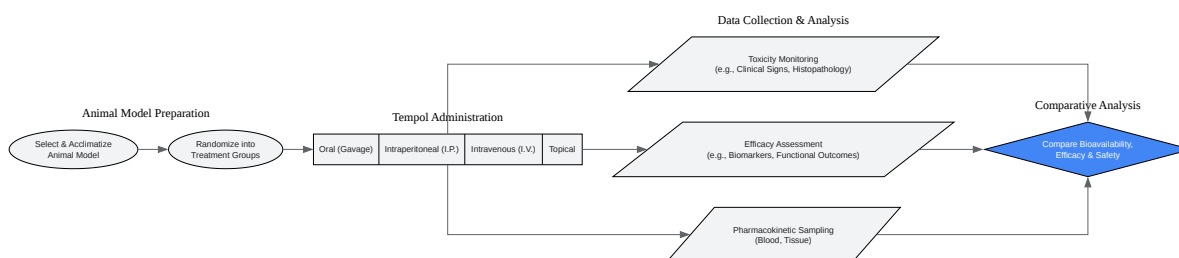 Data Collection & Analysis
Toxicity Monitoring
(e.g., Clinical Signs, Histopathology)
Animal Model Preparation
Select & Acclimatize
Animal Model
Randomize into
Treatment Groups
Tempol Administration
Oral (Gavage)
Intraperitoneal (I.P.)
Intravenous (I.V.)
Topical
Efficacy Assessment
(e.g., Biomarkers, Functional Outcomes)
Pharmacokinetic Sampling
(Blood, Tissue)
Comparative Analysis
Compare Bioavailability,
Efficacy & Safety